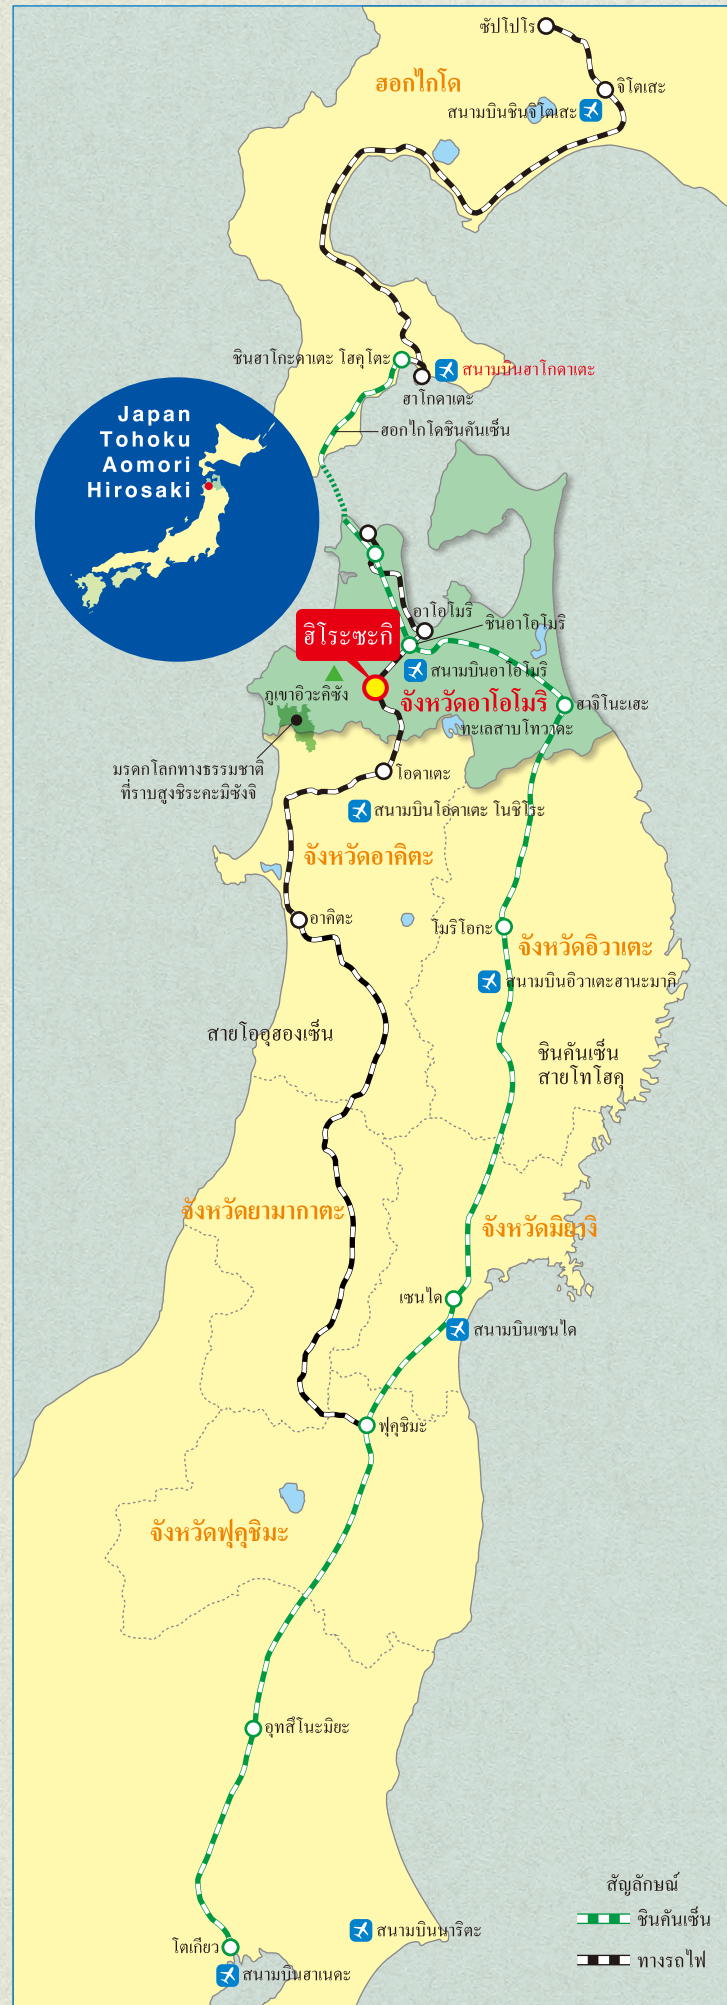 ซัปโปโร
ฮอกไกโด
จิโตเสะ
สนามบินชินจิโตเสะ
ชินฮาโกะดาเตะ โฮคุโตะ
สนามบินฮาโกดาเตะ
ฮาโกดาเตะ
ฮอกไกโดชินคันเซ็น
Japan
Tohoku
Aomori
Hirosaki
อาโอโมริ
ชินอาโอโมริ
ฮิโระซะกิ
สนามบินอาโอโมริ
ภูเขาอิวะคิซัง
จังหวัดอาโอโมริ
ฮาจิโนะเฮะ
ทะเลสาบโทวาดะ
มรดกโลกทางธรรมชาติ
ที่ราบสูงชิระคะมิซังจิ
โอดาเตะ
สนามบินโอดาเตะ โนชิโระ
จังหวัดอาคิตะ
อาคิตะ
โมริโอกะ
จังหวัดอิวาเตะ
สนามบินอิวาเตะฮานะมากิ
สายโออุฮองเซ็น
ชินคันเซ็น
สายโทโฮคุ
จังหวัดยามากาตะ
จังหวัดมิยางิ
เซนได
สนามบินเซนได
ฟุคุชิมะ
จังหวัดฟุคุชิมะ
อุทสึโนะมิยะ
สัญลักษณ์
ชินคันเซ็น
สนามบินนาริตะ
โตเกียว
ทางรถไฟ
สนามบินฮาเนดะ